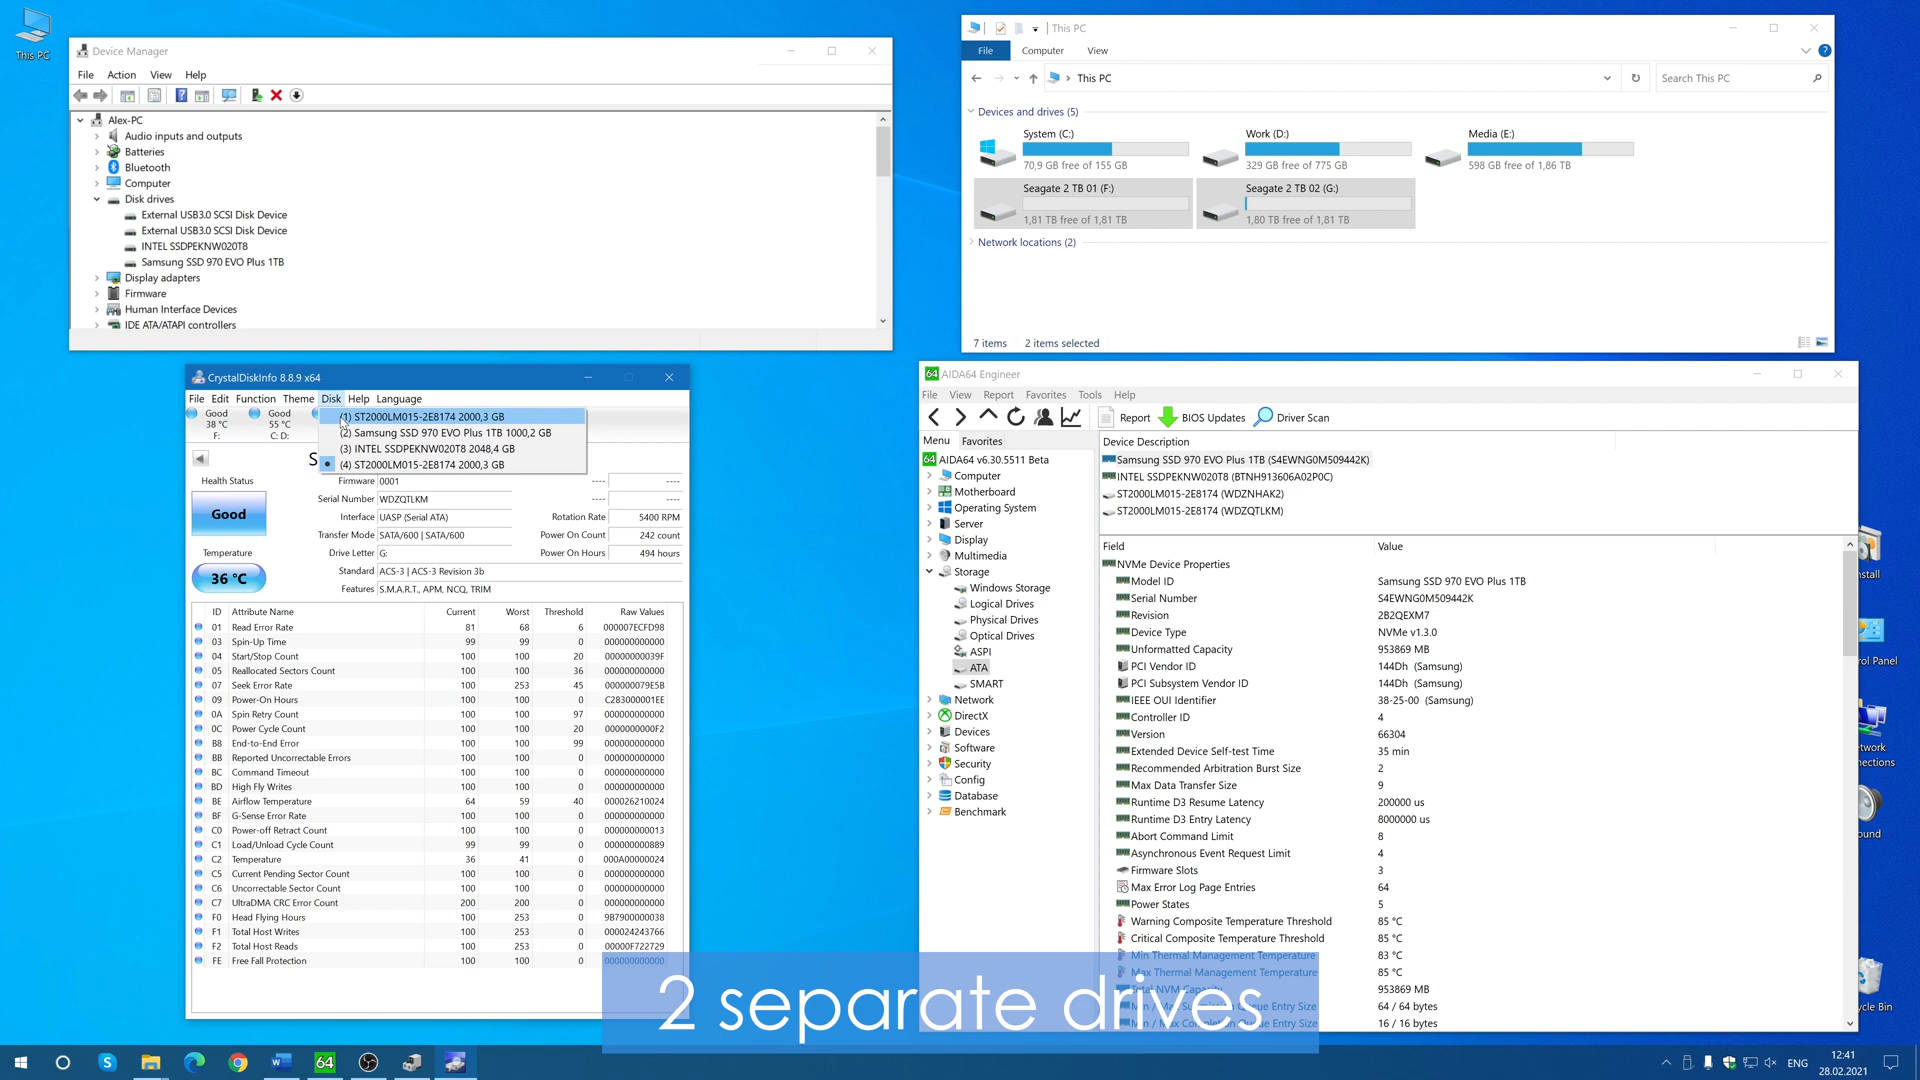 This PC
Device Manager
File Action View Help
Alex-PC
Audio inputs and outputs
Batteries
Bluetooth
Computer
Disk drives
External USB3.0 SCSI Disk Device
External USB3.0 SCSI Disk Device
INTEL SSDPEKNW020T8
Samsung SSD 970 EVO Plus 1TB
Display adapters
Firmware
Human Interface Devices
IDE ATA/ATAPI controllers
This PC
File Computer View
This PC
Search This PC
Devices and drives (5)
System (C:)
70,9 GB free of 155 GB
Work (D:)
329 GB free of 775 GB
Media (E:)
598 GB free of 1,86 TB
Seagate 2 TB 01 (F:)
1,81 TB free of 1,81 TB
Seagate 2 TB 02 (G:)
1,80 TB free of 1,81 TB
Network locations (2)
7 items 2 items selected
CrystalDiskInfo 8.8.9 x64
File Edit Function Theme Disk Help Language
Good
38 °C
F:
Good
55 °C
C: D:
(1) ST2000LM015-2E8174 2000,3 GB
(2) Samsung SSD 970 EVO Plus 1TB 1000,2 GB
(3) INTEL SSDPEKNW020T8 2048,4 GB
(4) ST2000LM015-2E8174 2000,3 GB
S
Health Status
Good
Temperature
36 °C
Firmware 0001 ---- ----
Serial Number WDZQTLKM ---- ----
Interface UASP (Serial ATA) Rotation Rate 5400 RPM
Transfer Mode SATA/600 | SATA/600 Power On Count 242 count
Drive Letter G: Power On Hours 494 hours
Standard ACS-3 | ACS-3 Revision 3b
Features S.M.A.R.T., APM, NCQ, TRIM
ID Attribute Name Current Worst Threshold Raw Values
01 Read Error Rate 81 68 6 000007ECFD98
03 Spin-Up Time 99 99 0 000000000000
04 Start/Stop Count 100 100 20 00000000039F
05 Reallocated Sectors Count 100 100 36 000000000000
07 Seek Error Rate 100 253 45 000000079E5B
09 Power-On Hours 100 100 0 C283000001EE
0A Spin Retry Count 100 100 97 000000000000
0C Power Cycle Count 100 100 20 0000000000F2
B8 End-to-End Error 100 100 99 000000000000
BB Reported Uncorrectable Errors 100 100 0 000000000000
BC Command Timeout 100 100 0 000000000000
BD High Fly Writes 100 100 0 000000000000
BE Airflow Temperature 64 59 40 000026210024
BF G-Sense Error Rate 100 100 0 000000000000
C0 Power-off Retract Count 100 100 0 000000000013
C1 Load/Unload Cycle Count 99 99 0 000000000889
C2 Temperature 36 41 0 000A00000024
C5 Current Pending Sector Count 100 100 0 000000000000
C6 Uncorrectable Sector Count 100 100 0 000000000000
C7 UltraDMA CRC Error Count 200 200 0 000000000000
F0 Head Flying Hours 100 253 0 9B7900000038
F1 Total Host Writes 100 253 0 000024243766
F2 Total Host Reads 100 253 0 00000F722729
FE Free Fall Protection 100 100 0 000000000000
64 AIDA64 Engineer
File View Report Favorites Tools Help
Report BIOS Updates Driver Scan
Menu Favorites
64 AIDA64 v6.30.5511 Beta
Computer
Motherboard
Operating System
Server
Display
Multimedia
Storage
Windows Storage
Logical Drives
Physical Drives
Optical Drives
ASPI
ATA
SMART
Network
DirectX
Devices
Software
Security
Config
Database
Benchmark
Device Description
Samsung SSD 970 EVO Plus 1TB (S4EWNG0M509442K)
INTEL SSDPEKNW020T8 (BTNH913606A02P0C)
ST2000LM015-2E8174 (WDZNHAK2)
ST2000LM015-2E8174 (WDZQTLKM)
Field Value
NVMe Device Properties
Model ID Samsung SSD 970 EVO Plus 1TB
Serial Number S4EWNG0M509442K
Revision 2B2QEXM7
Device Type NVMe v1.3.0
Unformatted Capacity 953869 MB
PCI Vendor ID 144Dh (Samsung)
PCI Subsystem Vendor ID 144Dh (Samsung)
IEEE OUI Identifier 38-25-00 (Samsung)
Controller ID 4
Version 66304
Extended Device Self-test Time 35 min
Recommended Arbitration Burst Size 2
Max Data Transfer Size 9
Runtime D3 Resume Latency 200000 us
Runtime D3 Entry Latency 8000000 us
Abort Command Limit 8
Asynchronous Event Request Limit 4
Firmware Slots 3
Max Error Log Page Entries 64
Power States 5
Warning Composite Temperature Threshold 85 °C
Critical Composite Temperature Threshold 85 °C
Min Thermal Management Temperature 83 °C
Max Thermal Management Temperature 85 °C
Total NVM Capacity 953869 MB
Min / Max Submission Queue Entry Size 64 / 64 bytes
Min / Max Completion Queue Entry Size 16 / 16 bytes
2 separate drives
stall
rol Panel
twork
nections
ound
cycle Bin
64
ENG
12:41
28.02.2021